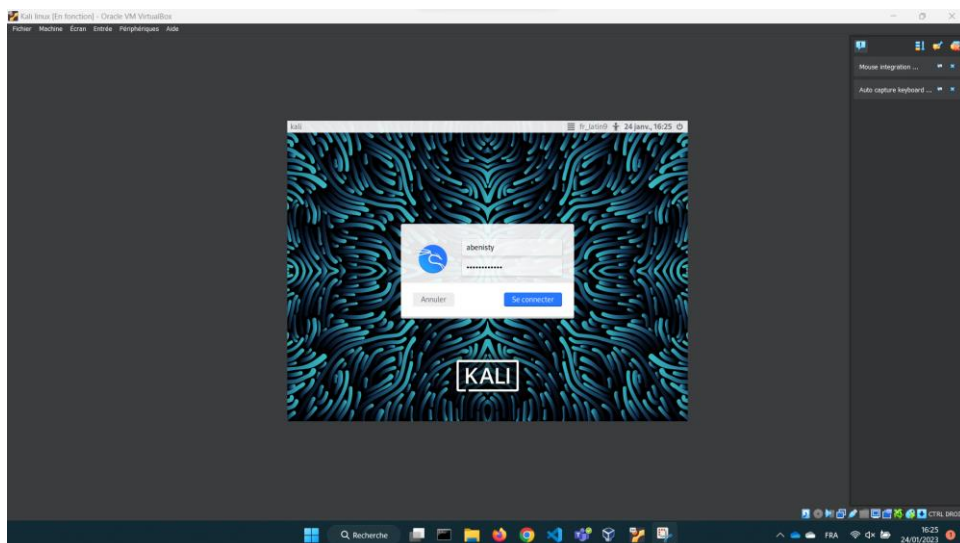 Kali linux [En fonction] - Oracle VM VirtualBox
Fichier Machine Écran Entrée Périphériques Aide
Mouse integration ...
Auto capture keyboard ...
kali fr_latin9 24 janv., 16:25
abenisty
••••••••••••
Annuler Se connecter
KALI
CTRL DROITE
Recherche
FRA
16:25
24/01/2023